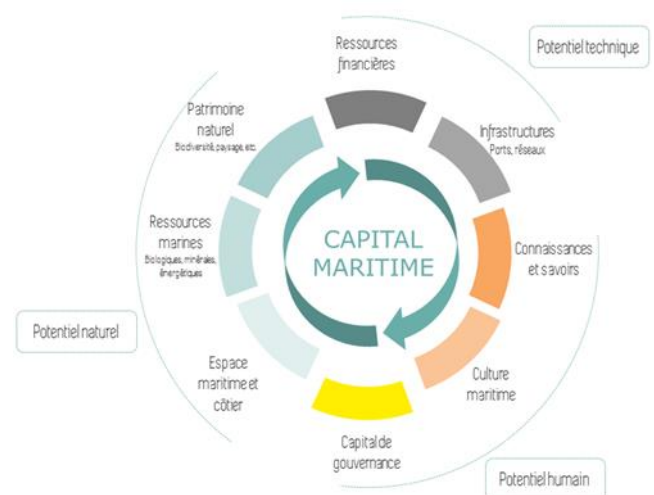 Ressources
financières
Potentiel technique
Patrimoine
naturel
Biodiversité, paysage, etc.
Infrastructures
Ports, réseaux
Ressources
marines
Biologiques, minérales,
énergétiques
CAPITAL
MARITIME
Connaissances
et savoirs
Potentiel naturel
Espace
maritime et
côtier
Culture
maritime
Capital de
gouvernance
Potentiel humain